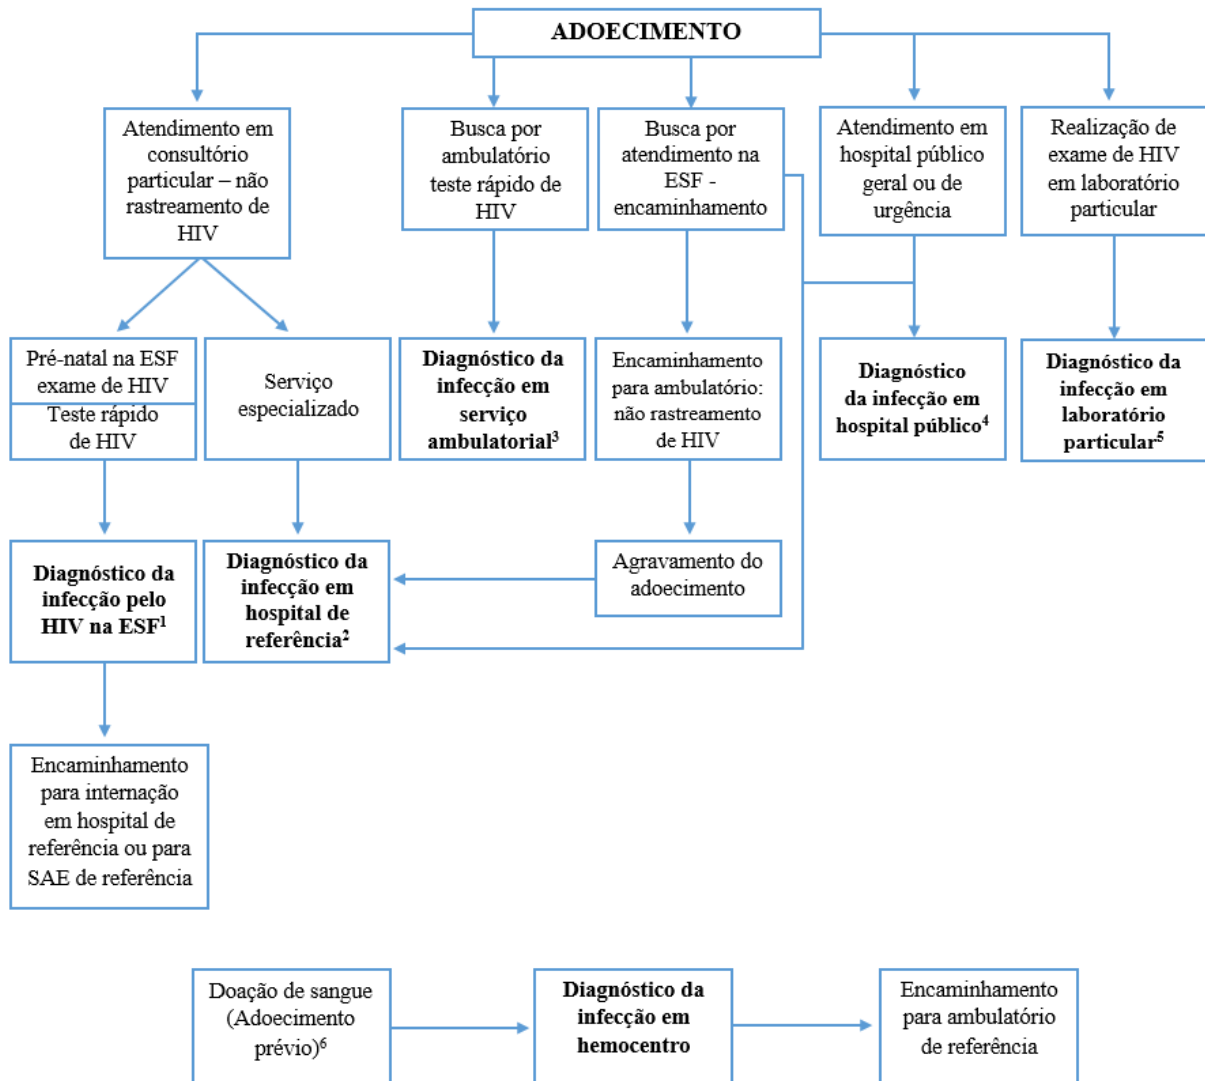 ADOECIMENTO
Atendimento em
consultório
particular – não
rastreamento de
HIV
Busca por
ambulatório
teste rápido de
HIV
Busca por
atendimento na
ESF -
encaminhamento
Atendimento em
hospital público
geral ou de
urgência
Realização de
exame de HIV
em laboratório
particular
Pré-natal na ESF
exame de HIV
Teste rápido
de HIV
Serviço
especializado
Diagnóstico da
infecção em
serviço
ambulatorial³
Encaminhamento
para ambulatório:
não rastreamento
de HIV
Diagnóstico
da infecção em
hospital público⁴
Diagnóstico da
infecção em
laboratório
particular⁵
Diagnóstico da
infecção pelo
HIV na ESF¹
Diagnóstico da
infecção em
hospital de
referência²
Agravamento do
adoecimento
Encaminhamento
para internação
em hospital de
referência ou para
SAE de referência
Doação de sangue
(Adoecimento
prévio)⁶
Diagnóstico da
infecção em
hemocentro
Encaminhamento
para ambulatório
de referência